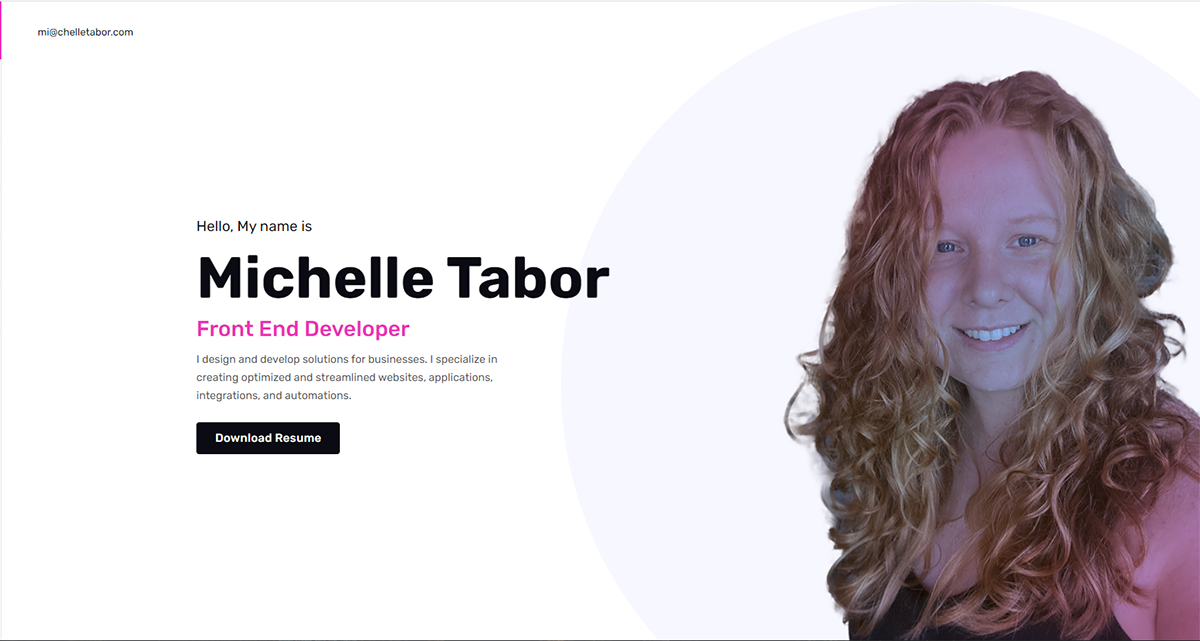 mi@chelletabor.com
Hello, My name is
Michelle Tabor
Front End Developer
I design and develop solutions for businesses. I specialize in
creating optimized and streamlined websites, applications,
integrations, and automations.
Download Resume